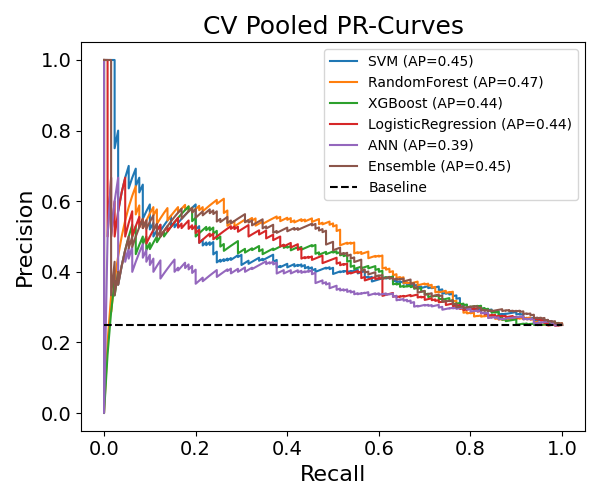 CV Pooled PR-Curves
SVM (AP=0.45)
RandomForest (AP=0.47)
XGBoost (AP=0.44)
LogisticRegression (AP=0.44)
ANN (AP=0.39)
Ensemble (AP=0.45)
Baseline
Precision
1.0
0.8
0.6
0.4
0.2
0.0
0.0 0.2 0.4 0.6 0.8 1.0
Recall